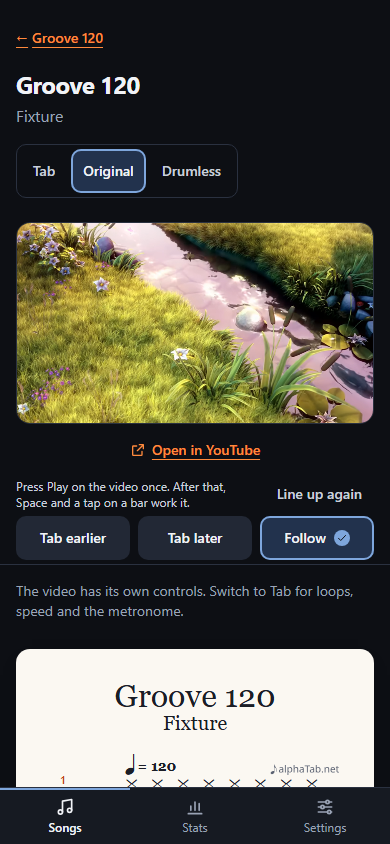 ← Groove 120
Groove 120
Fixture
Tab
Original
Drumless
Open in YouTube
Press Play on the video once. After that,
Space and a tap on a bar work it.
Line up again
Tab earlier
Tab later
Follow
The video has its own controls. Switch to Tab for loops,
speed and the metronome.
Groove 120
Fixture
= 120
alphaTab.net
1
Songs
Stats
Settings